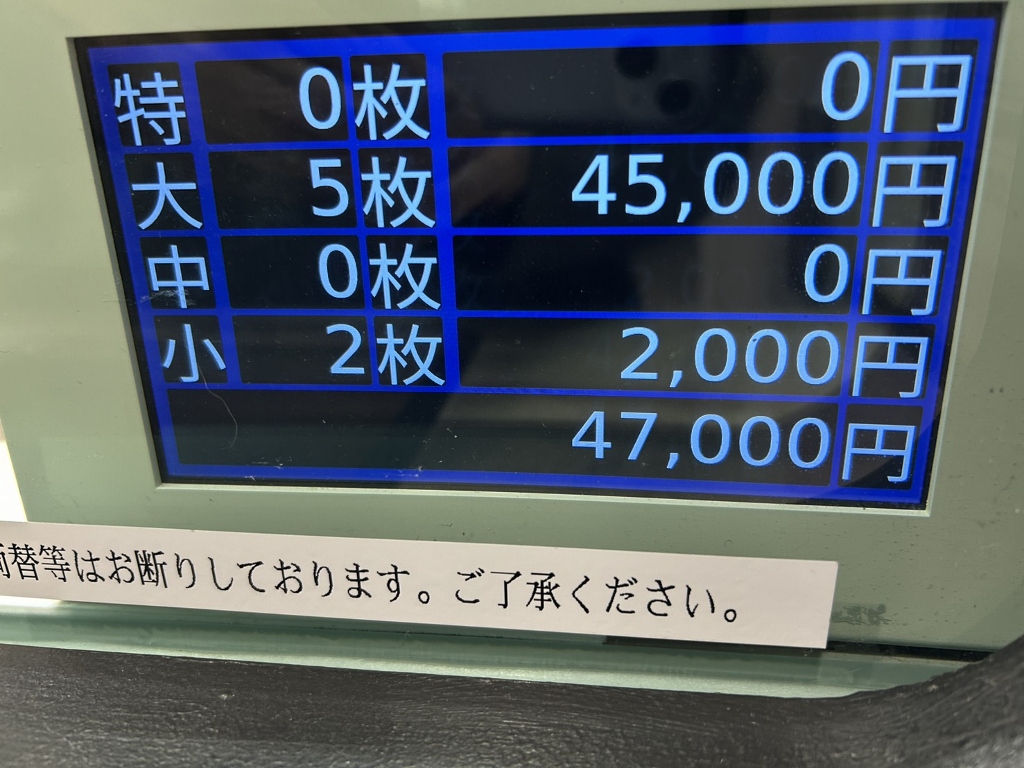 特 0枚 0円
大 5枚 45,000円
中 0枚 0円
小 2枚 2,000円
47,000円
替等はお断りしております。ご了承ください。